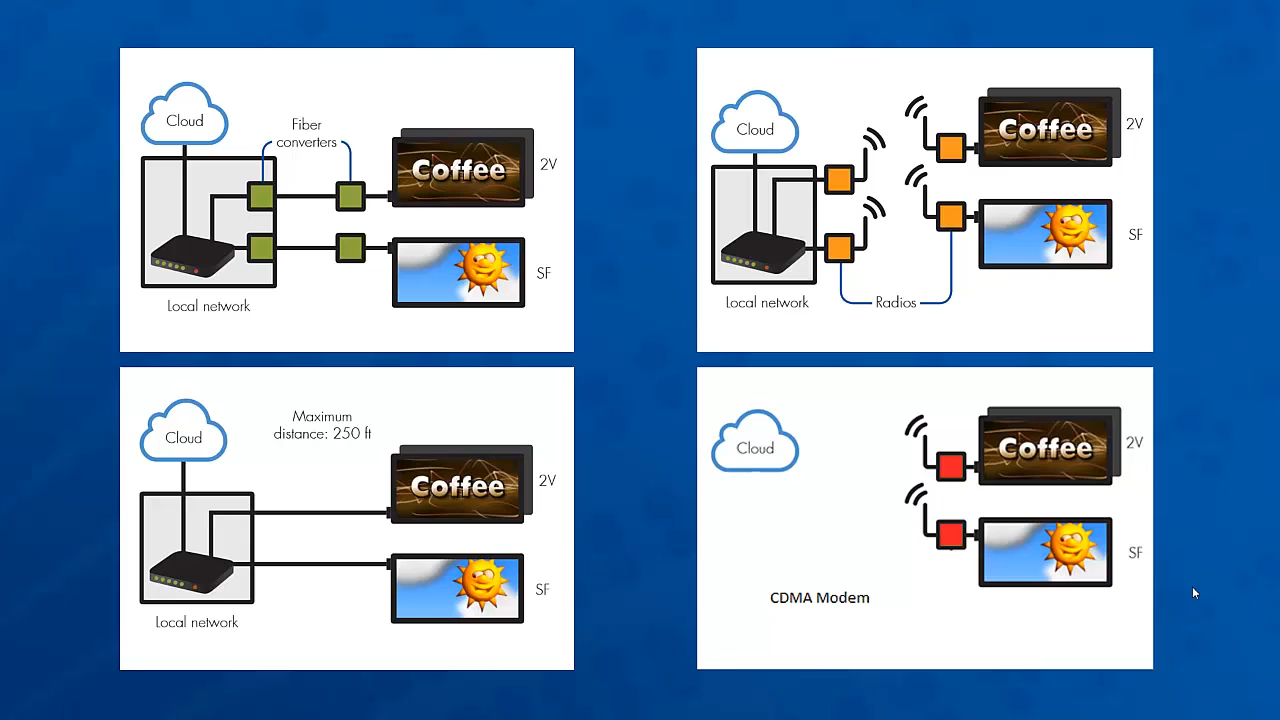 Cloud
Fiber
converters
Coffee
2V
SF
Local network
Cloud
Coffee
2V
SF
Local network
Radios
Cloud
Maximum
distance: 250 ft
Coffee
2V
SF
Local network
Cloud
Coffee
2V
SF
CDMA Modem